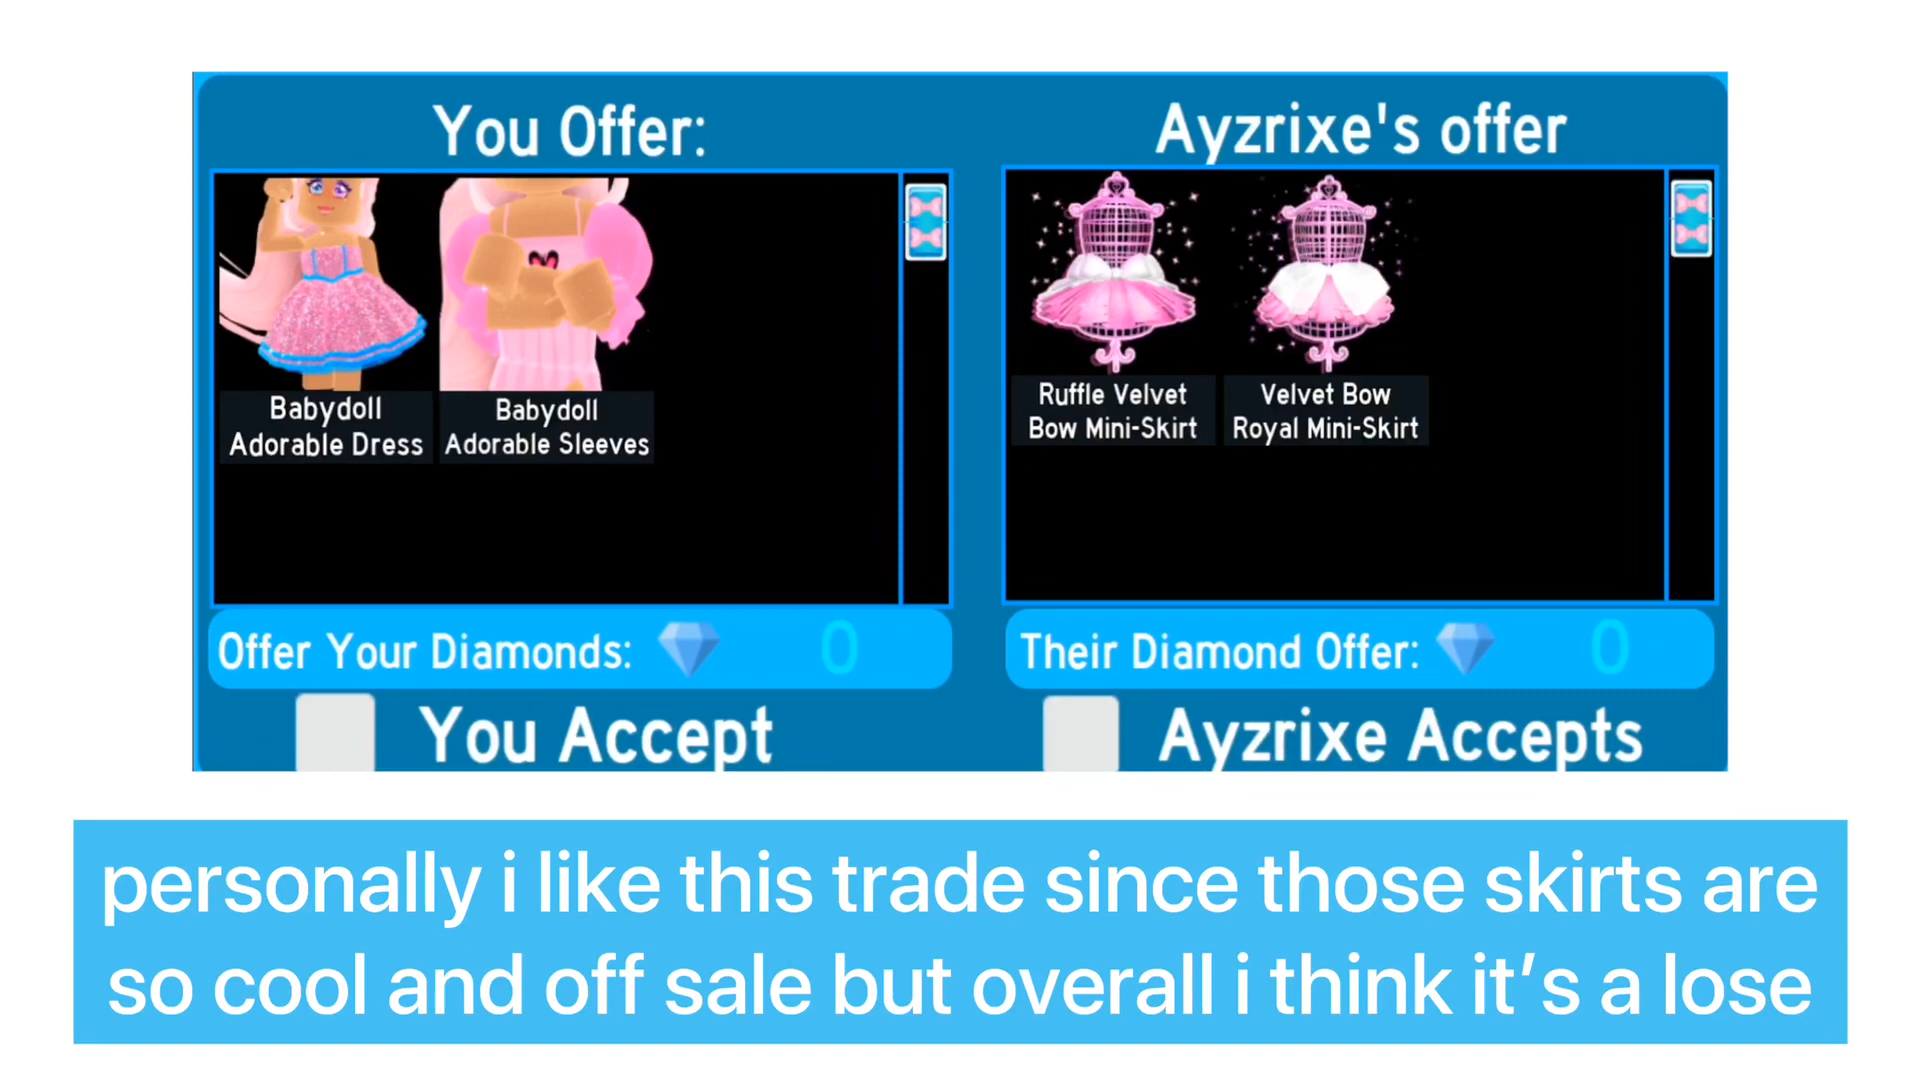 You Offer:
Ayzrixe's offer
Babydoll
Adorable Dress
Babydoll
Adorable Sleeves
Ruffle Velvet
Bow Mini-Skirt
Velvet Bow
Royal Mini-Skirt
Offer Your Diamonds: 0
Their Diamond Offer: 0
You Accept
Ayzrixe Accepts
personally i like this trade since those skirts are
so cool and off sale but overall i think it's a lose